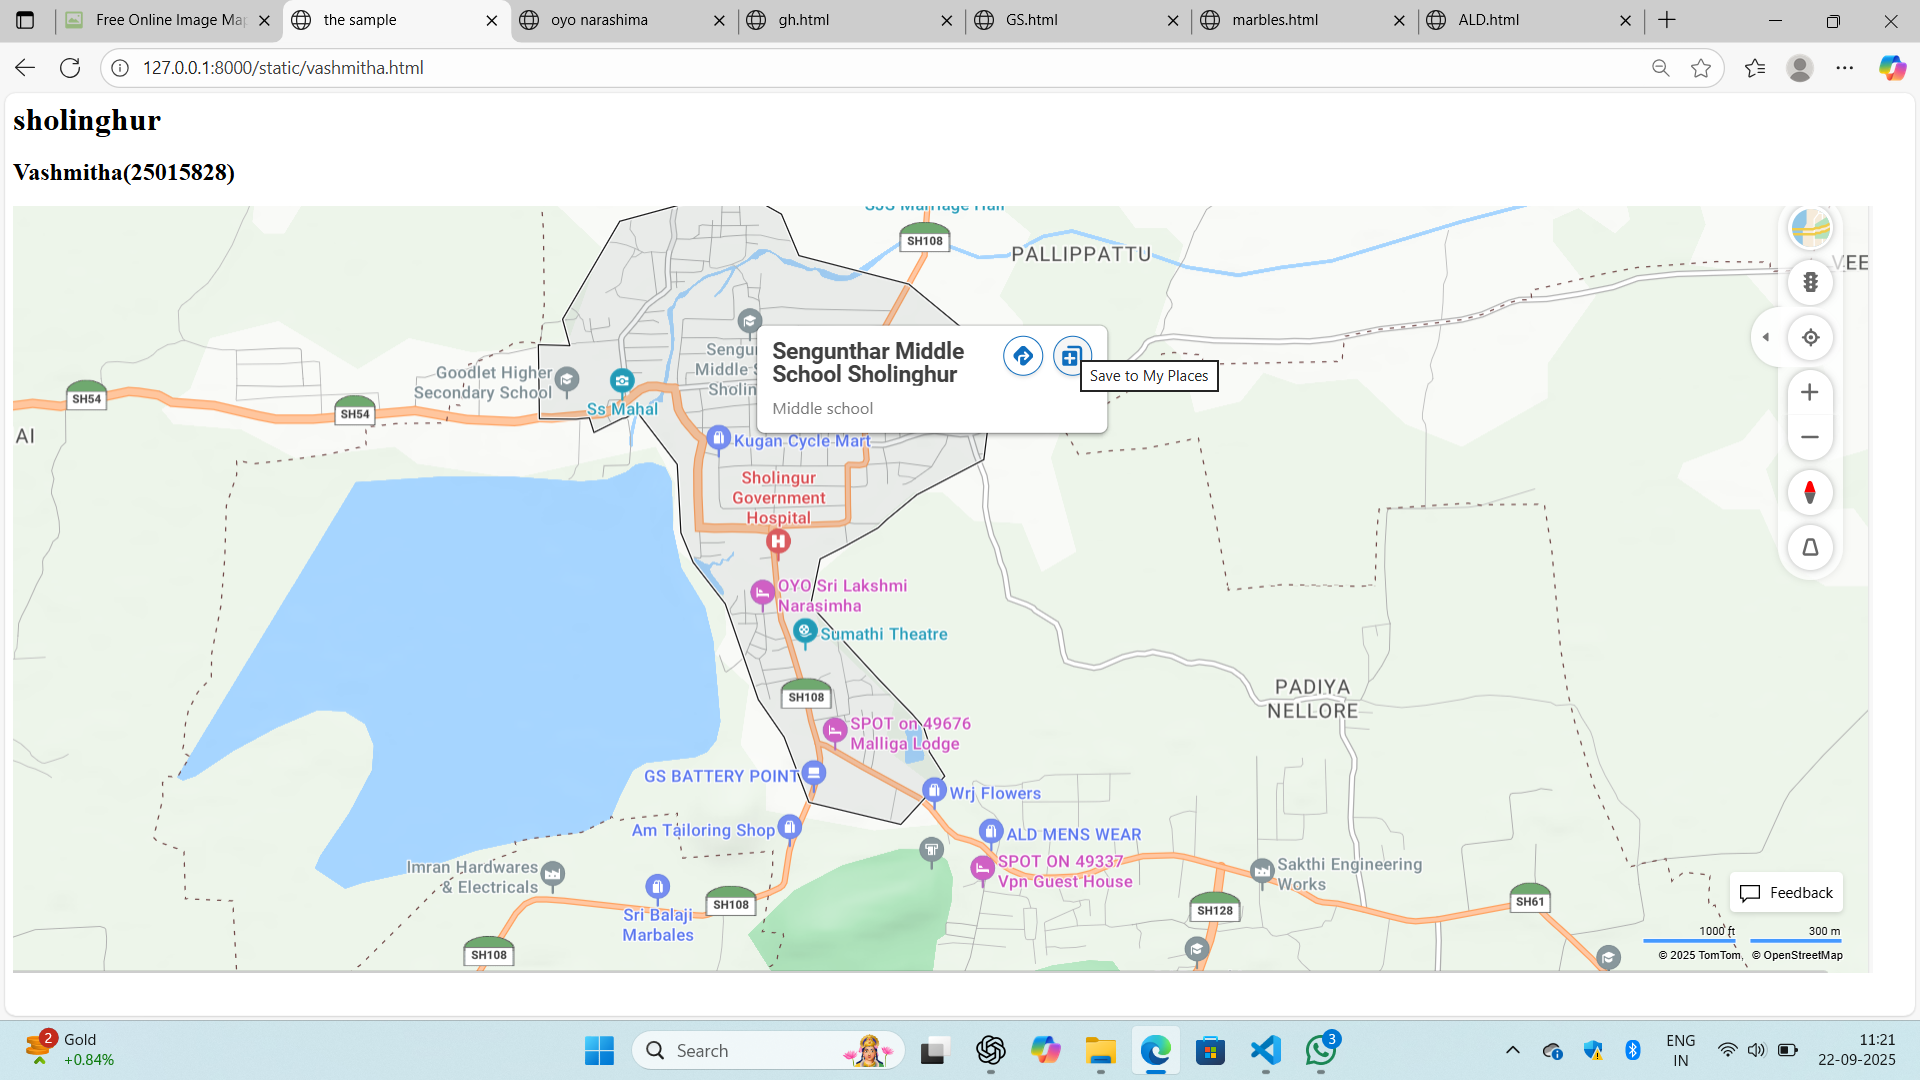 Free Online Image Map
the sample
oyo narashima
gh.html
GS.html
marbles.html
ALD.html
127.0.0.1:8000/static/vashmitha.html
sholinghur
Vashmitha(25015828)
SH108
PALLIPPATTU
VEE
Sengunthar Middle
School Sholinghur
Middle school
Save to My Places
Goodlet Higher
Secondary School
Ss Mahal
SH54
SH54
AI
Kugan Cycle Mart
Sholingur
Government
Hospital
OYO Sri Lakshmi
Narasimha
Sumathi Theatre
SH108
PADIYA
NELLORE
SPOT on 49676
Malliga Lodge
GS BATTERY POINT
Wrj Flowers
Am Tailoring Shop
ALD MENS WEAR
SPOT ON 49337
Vpn Guest House
Imran Hardwares
& Electricals
Sakthi Engineering
Works
Sri Balaji
Marbales
SH108
SH128
SH61
SH108
Feedback
1000 ft
300 m
© 2025 TomTom, © OpenStreetMap
2
Gold
+0.84%
Search
3
ENG
IN
11:21
22-09-2025